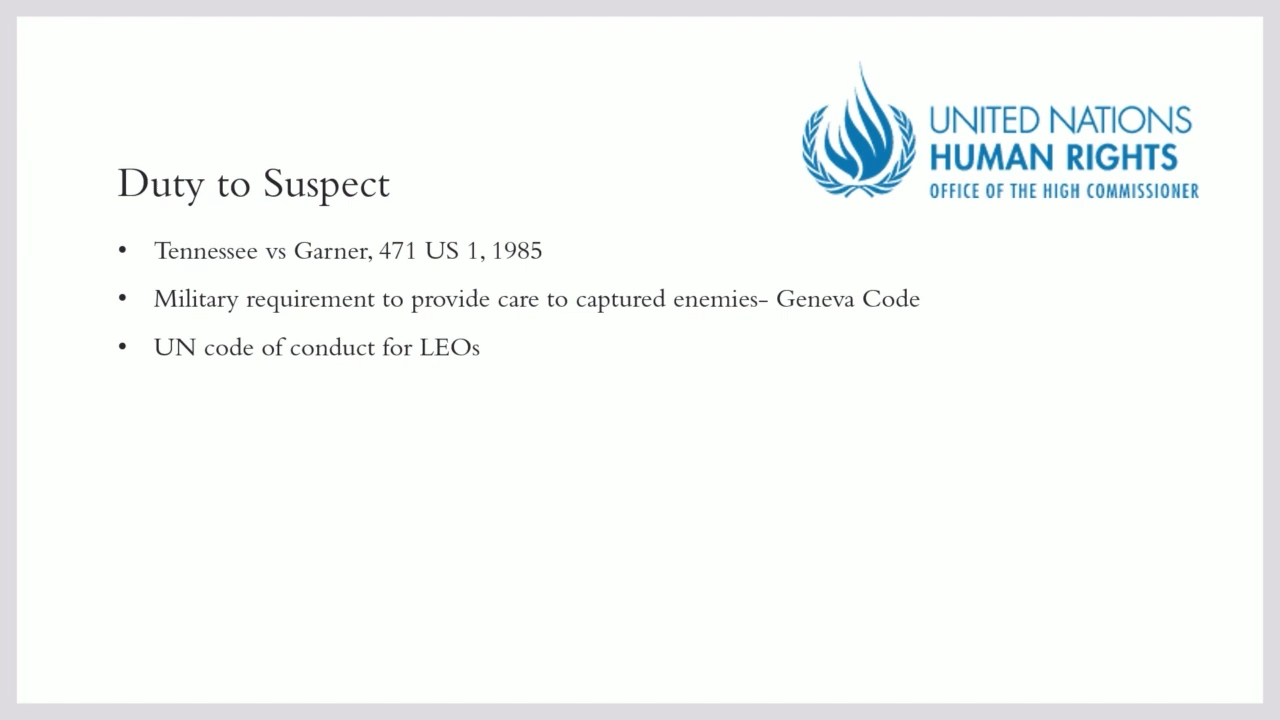 UNITED NATIONS
HUMAN RIGHTS
OFFICE OF THE HIGH COMMISSIONER
Duty to Suspect
• Tennessee vs Garner, 471 US 1, 1985
• Military requirement to provide care to captured enemies- Geneva Code
• UN code of conduct for LEOs